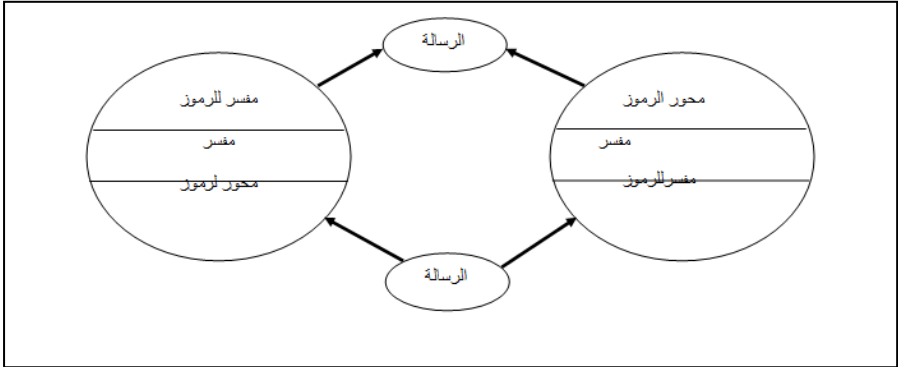 الرسالة
محور الرموز
مفسر
مفسرللرموز
مفسر للرموز
مفسر
محور لرموز
الرسالة